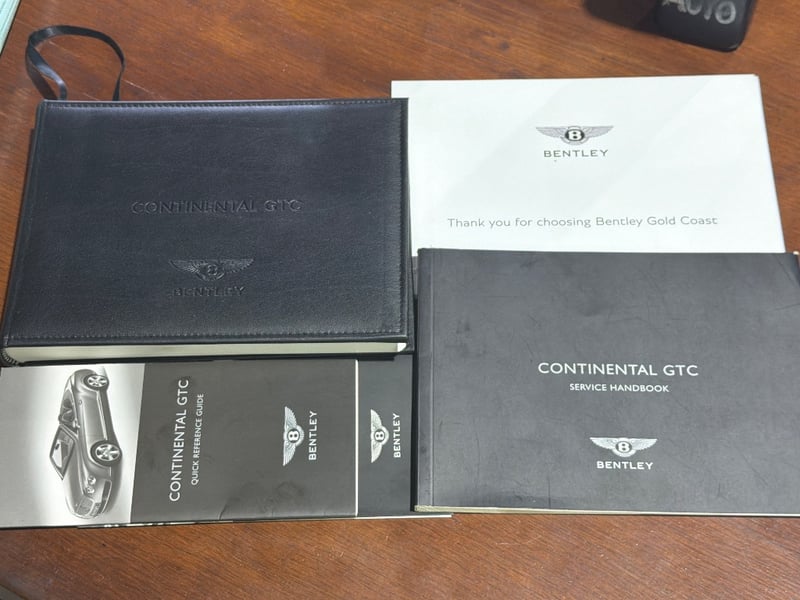 AUTO
CONTINENTAL GTC
BENTLEY
B
BENTLEY
Thank you for choosing Bentley Gold Coast
CONTINENTAL GTC
QUICK REFERENCE GUIDE
B
BENTLEY
B
BENTLEY
CONTINENTAL GTC
SERVICE HANDBOOK
B
BENTLEY